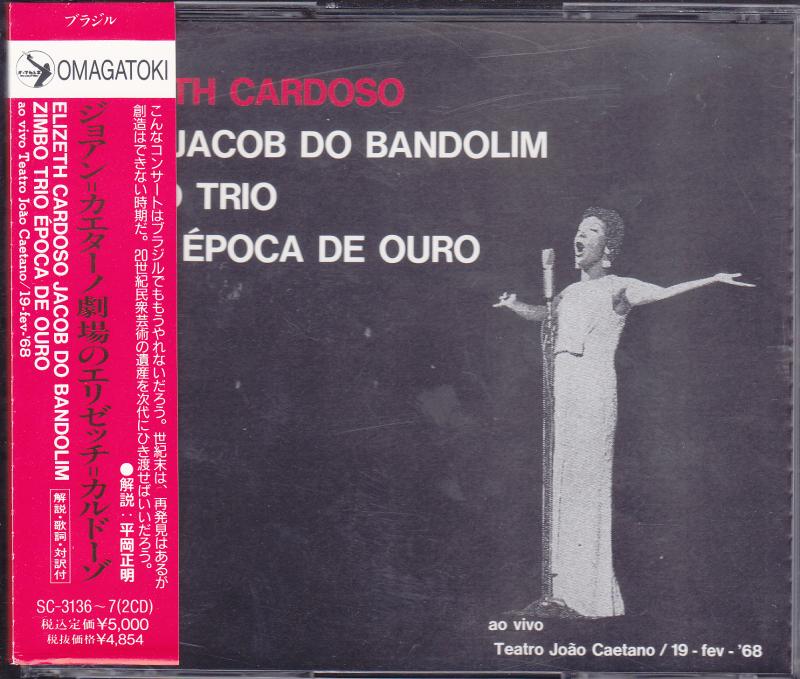 ブラジル
OMAGATOKI
こんなコンサートはブラジルでももうやれないだろう。世紀末は、再発見はあるが
創造はできない時期だ。20世紀民衆芸術の遺産を次代にひき渡せばいいだろう。
●解説：平岡正明
ジョアン=カエターノ劇場のエリゼッチ=カルドーゾ
ELIZETH CARDOSO JACOB DO BANDOLIM
ZIMBO TRIO ÉPOCA DE OURO
ao vivo Teatro João Caetano/19-fev-'68
解説・歌詞・対訳付
SC-3136～7(2CD)
税込定価¥5,000
税抜価格¥4,854
TH CARDOSO
JACOB DO BANDOLIM
O TRIO
ÉPOCA DE OURO
ao vivo
Teatro João Caetano / 19 - fev - '68